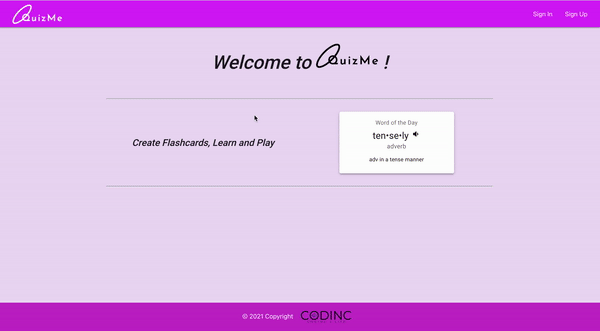 QuizMe
Sign In
Sign Up
Welcome to QuizMe !
Create Flashcards, Learn and Play
Word of the Day
ten•se•ly
adverb
adv in a tense manner
© 2021 Copyright CODINC